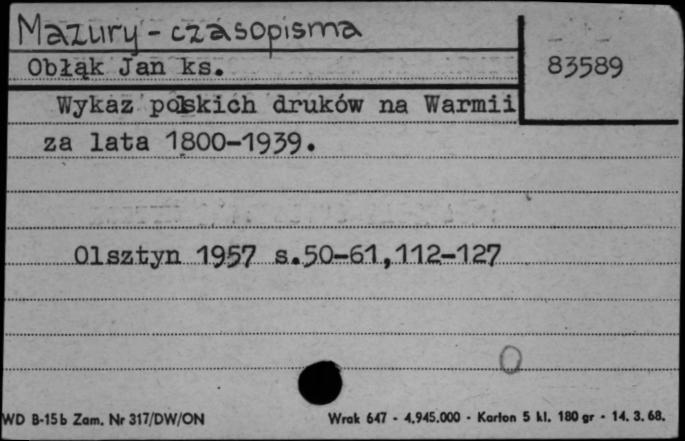 Mazury - czasopisma
Obłąk Jan ks.
83589
Wykaz polskich druków na Warmii
za lata 1800-1939.
Olsztyn 1957 s.50-61,112-127
WD B-15b Zam. Nr 317/DW/ON
Wrak 647 - 4,945.000 - Karton 5 kl. 180 gr - 14. 3. 68.